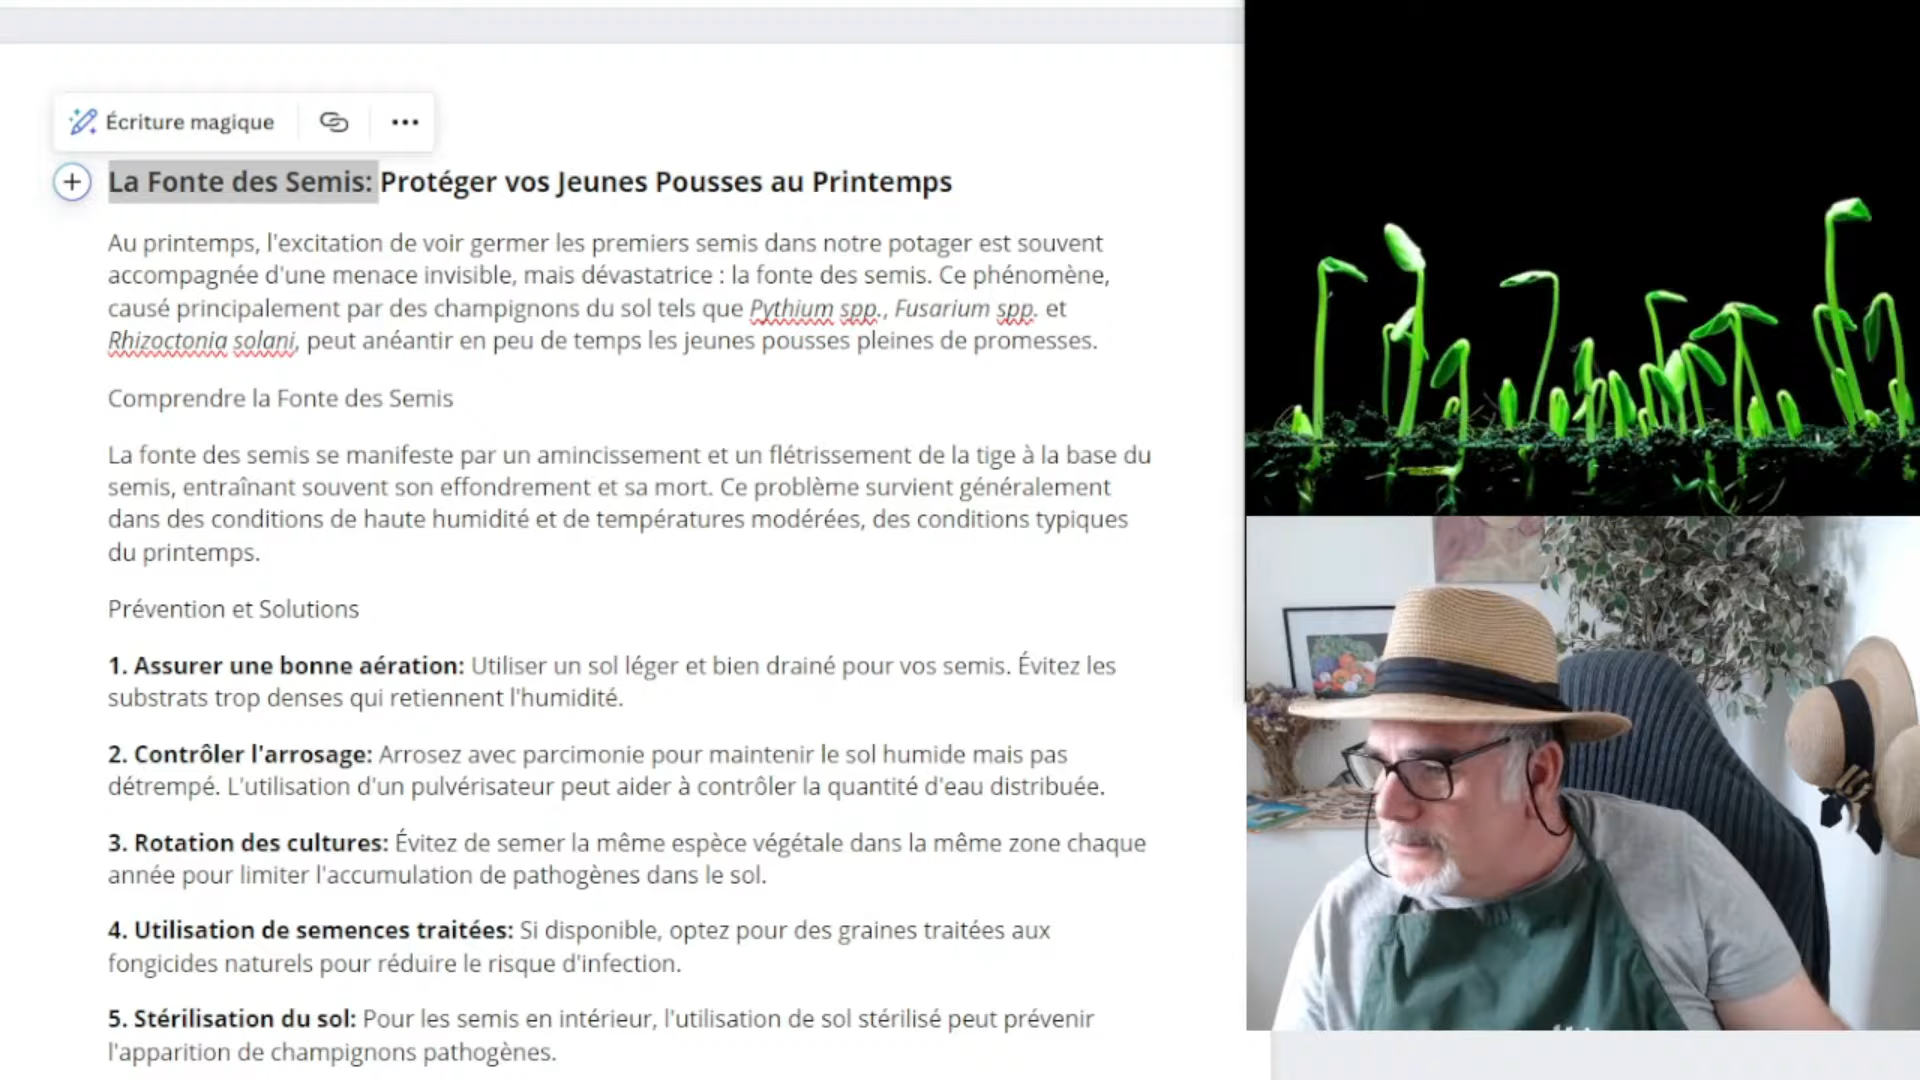 Écriture magique
La Fonte des Semis: Protéger vos Jeunes Pousses au Printemps
Au printemps, l'excitation de voir germer les premiers semis dans notre potager est souvent
accompagnée d'une menace invisible, mais dévastatrice : la fonte des semis. Ce phénomène,
causé principalement par des champignons du sol tels que Pythium spp., Fusarium spp. et
Rhizoctonia solani, peut anéantir en peu de temps les jeunes pousses pleines de promesses.
Comprendre la Fonte des Semis
La fonte des semis se manifeste par un amincissement et un flétrissement de la tige à la base du
semis, entraînant souvent son effondrement et sa mort. Ce problème survient généralement
dans des conditions de haute humidité et de températures modérées, des conditions typiques
du printemps.
Prévention et Solutions
1. Assurer une bonne aération: Utiliser un sol léger et bien drainé pour vos semis. Évitez les
substrats trop denses qui retiennent l'humidité.
2. Contrôler l'arrosage: Arrosez avec parcimonie pour maintenir le sol humide mais pas
détrempé. L'utilisation d'un pulvérisateur peut aider à contrôler la quantité d'eau distribuée.
3. Rotation des cultures: Évitez de semer la même espèce végétale dans la même zone chaque
année pour limiter l'accumulation de pathogènes dans le sol.
4. Utilisation de semences traitées: Si disponible, optez pour des graines traitées aux
fongicides naturels pour réduire le risque d'infection.
5. Stérilisation du sol: Pour les semis en intérieur, l'utilisation de sol stérilisé peut prévenir
l'apparition de champignons pathogènes.